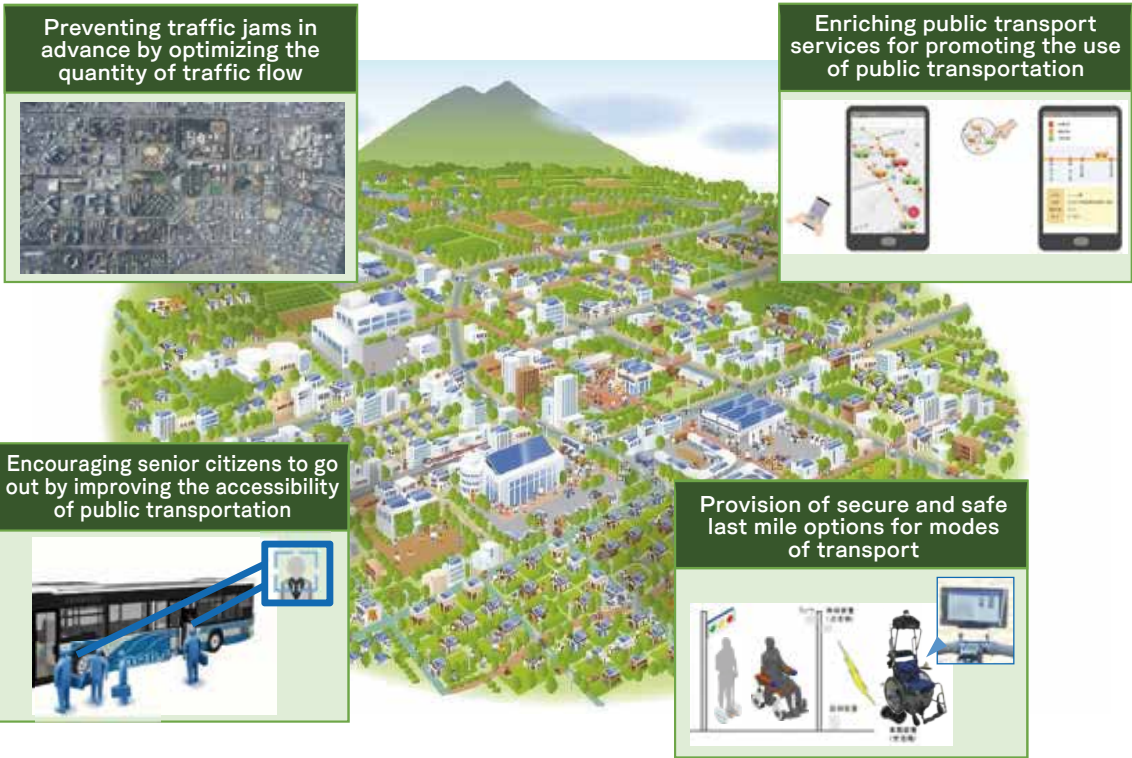 Preventing traffic jams in
advance by optimizing the
quantity of traffic flow
Enriching public transport
services for promoting the use
of public transportation
Encouraging senior citizens to go
out by improving the accessibility
of public transportation
Provision of secure and safe
last mile options for modes
of transport